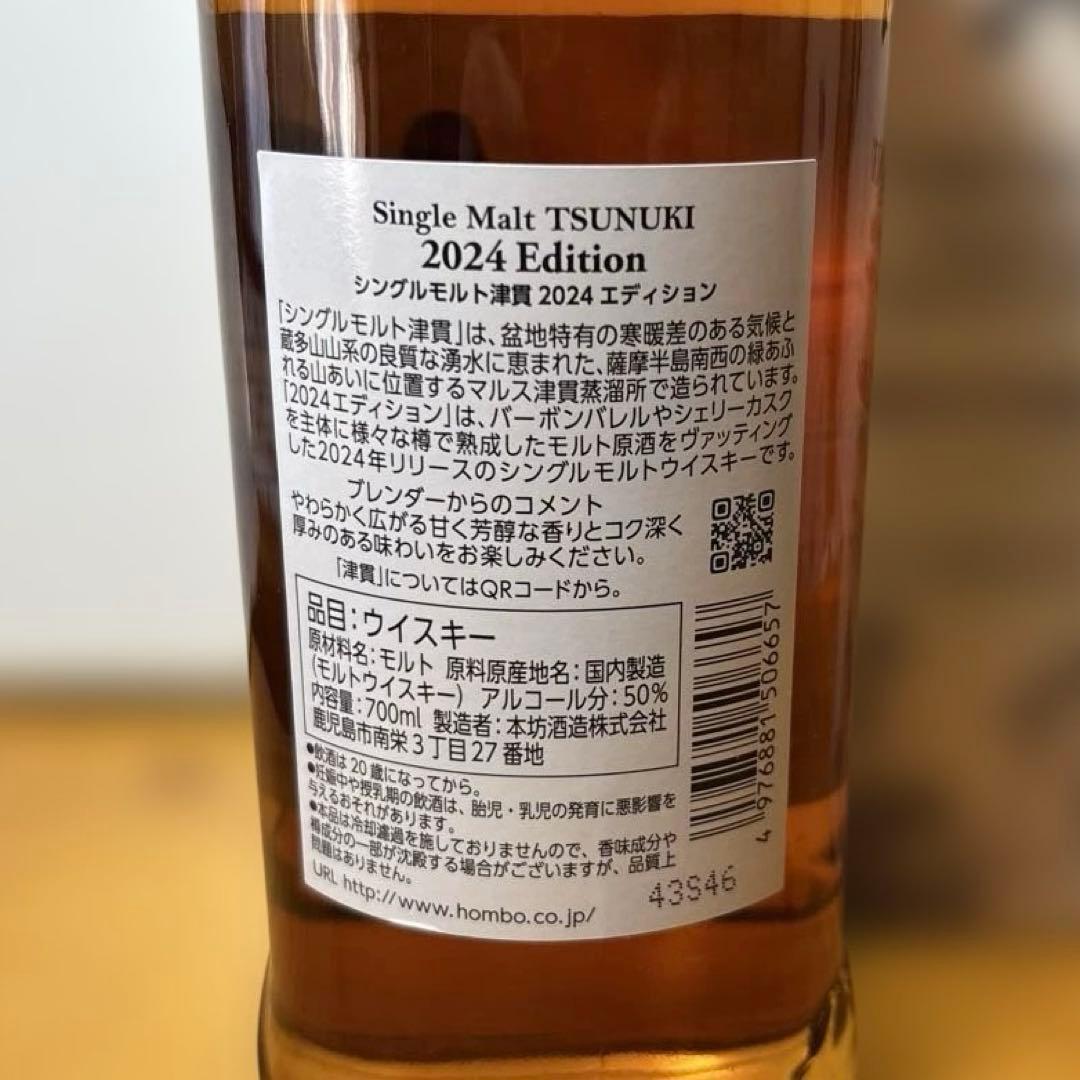 Single Malt TSUNUKI
2024 Edition
シングルモルト津貫 2024 エディション
「シングルモルト津貫」は、盆地特有の寒暖差のある気候と
蔵多山山系の良質な湧水に恵まれた、薩摩半島南西の緑あふ
れる山あいに位置するマルス津貫蒸溜所で造られています。
「2024エディション」は、バーボンバレルやシェリーカスク
を主体に様々な樽で熟成したモルト原酒をヴァッティング
した2024年リリースのシングルモルトウイスキーです。
ブレンダーからのコメント
やわらかく広がる甘く芳醇な香りとコク深く
厚みのある味わいをお楽しみください。
「津貫」についてはQRコードから。
品目：ウイスキー
原材料名：モルト 原料原産地名：国内製造
（モルトウイスキー） アルコール分：50%
内容量：700ml 製造者：本坊酒造株式会社
鹿児島市南栄3丁目27番地
●飲酒は20歳になってから。
●妊娠中や授乳期の飲酒は、胎児・乳児の発育に悪影響を
与えるおそれがあります。
●本品は冷却濾過を施しておりませんので、香味成分や
樽成分の一部が沈殿する場合がございますが、品質上
問題はありません。
URL http://www.hombo.co.jp/
43S46
4 976881 506657